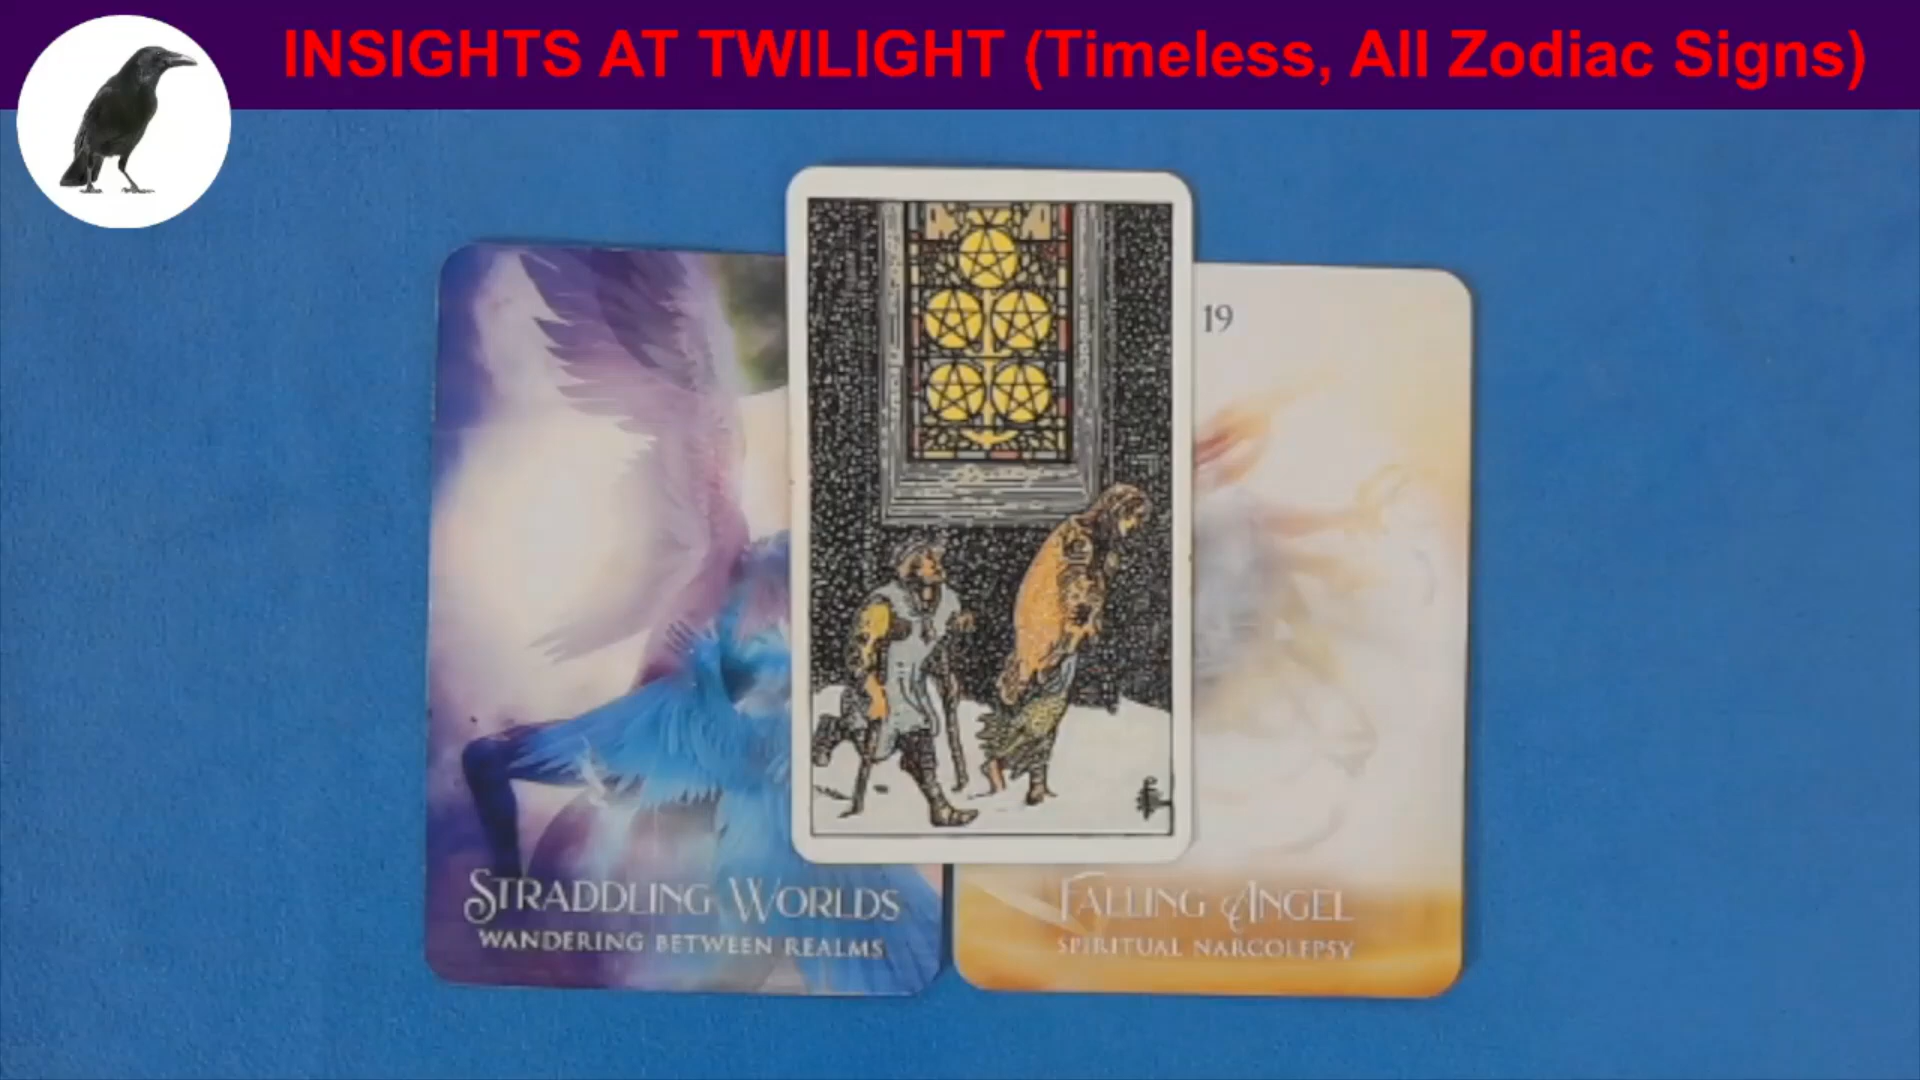 INSIGHTS AT TWILIGHT (Timeless, All Zodiac Signs)
19
STRADDLING WORLDS
WANDERING BETWEEN REALMS
FALLING ANGEL
SPIRITUAL NARCOLEPSY